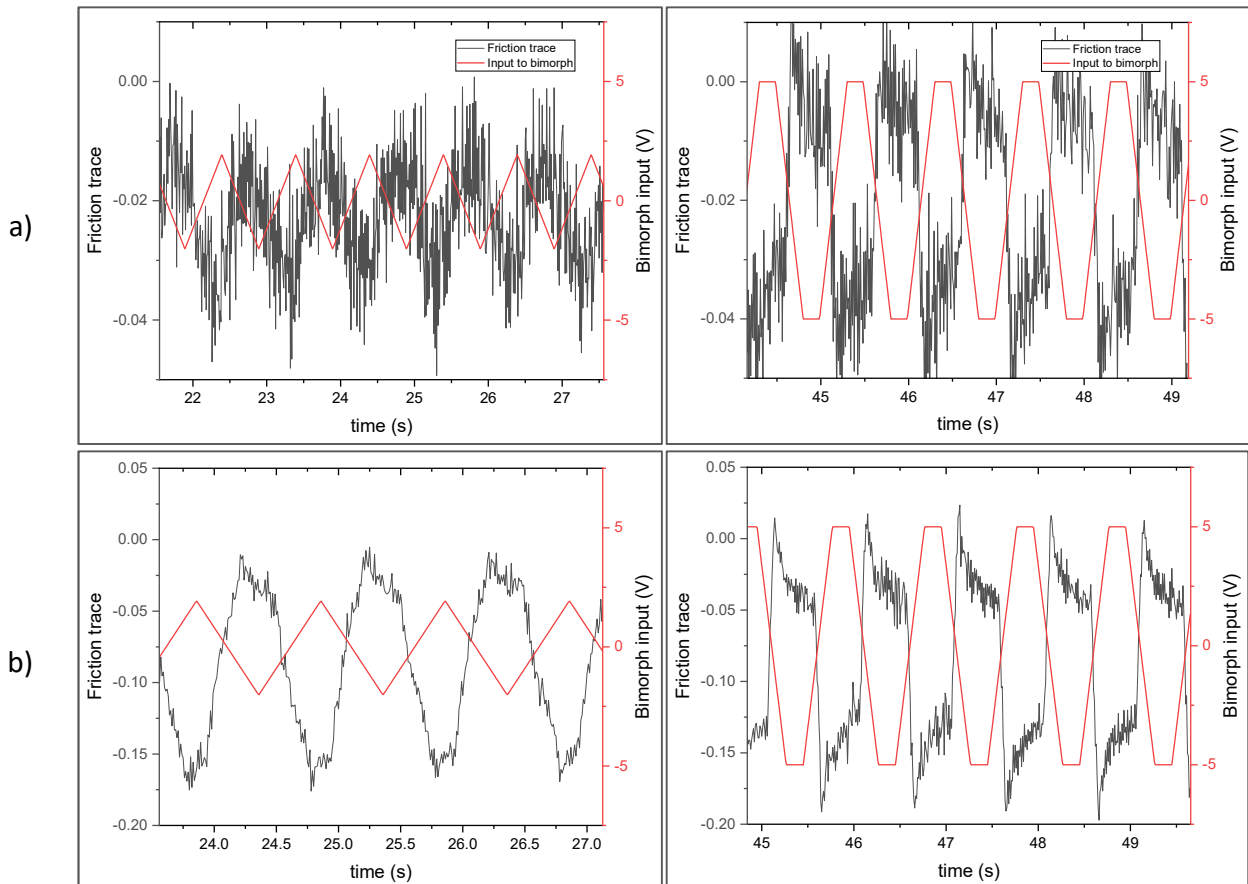 a)
Friction trace
Input to bimorph
0.00
-0.02
-0.04
Friction trace
5
0
-5
Bimorph input (V)
22 23 24 25 26 27
time (s)
Friction trace
Input to bimorph
0.00
-0.02
-0.04
Friction trace
5
0
-5
Bimorph input (V)
45 46 47 48 49
time (s)
b)
0.05
0.00
-0.05
-0.10
-0.15
-0.20
Friction trace
5
0
-5
Bimorph input (V)
24.0 24.5 25.0 25.5 26.0 26.5 27.0
time (s)
0.05
0.00
-0.05
-0.10
-0.15
-0.20
Friction trace
5
0
-5
Bimorph input (V)
45 46 47 48 49
time (s)